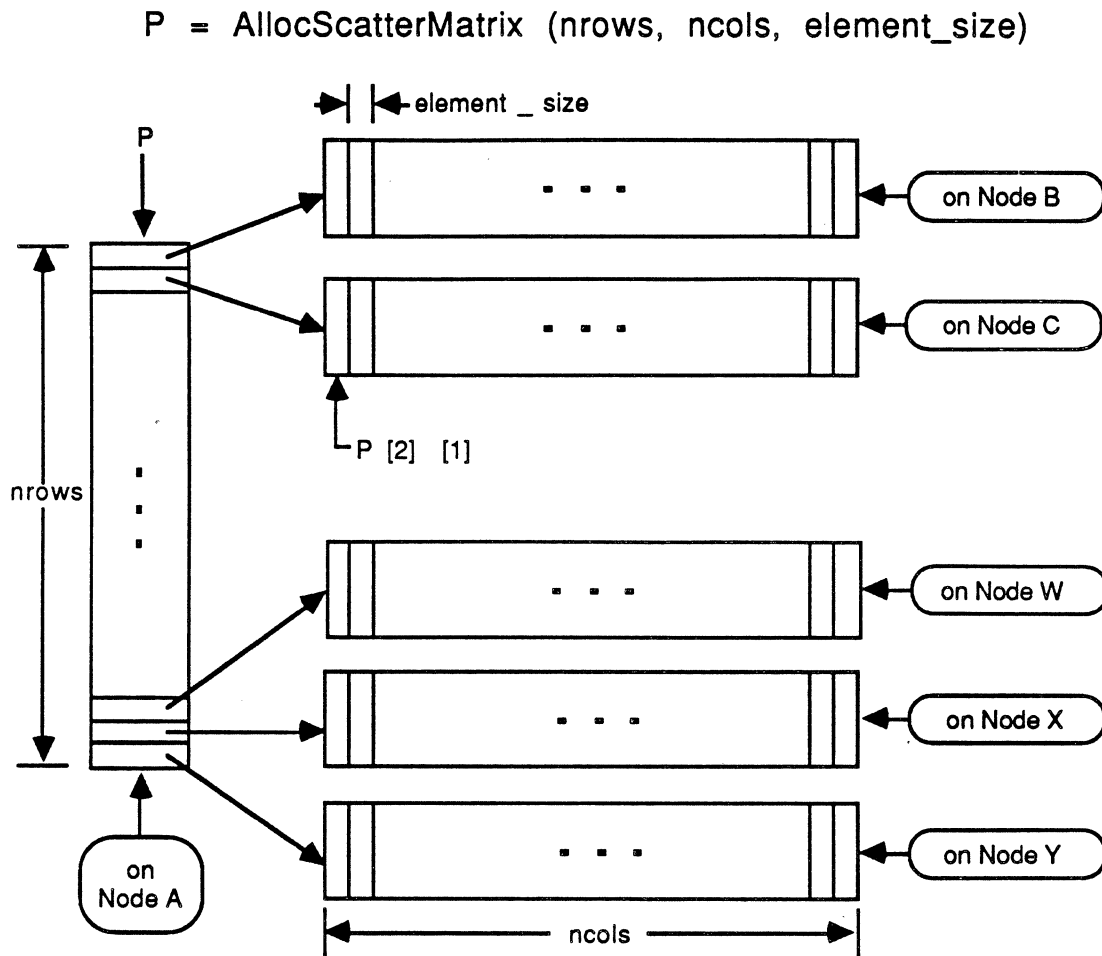 P = AllocScatterMatrix (nrows, ncols, element_size)
element _ size
P
on Node B
on Node C
P [2] [1]
nrows
on Node W
on Node X
on Node Y
on
Node A
ncols